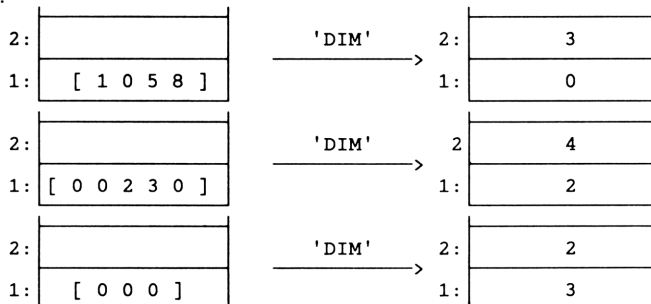 2: 'DIM' 2: 3
1: [ 1 0 5 8 ] 1: 0
2: 'DIM' 2 4
1: [ 0 0 2 3 0 ] 1: 2
2: 'DIM' 2: 2
1: [ 0 0 0 ] 1: 3